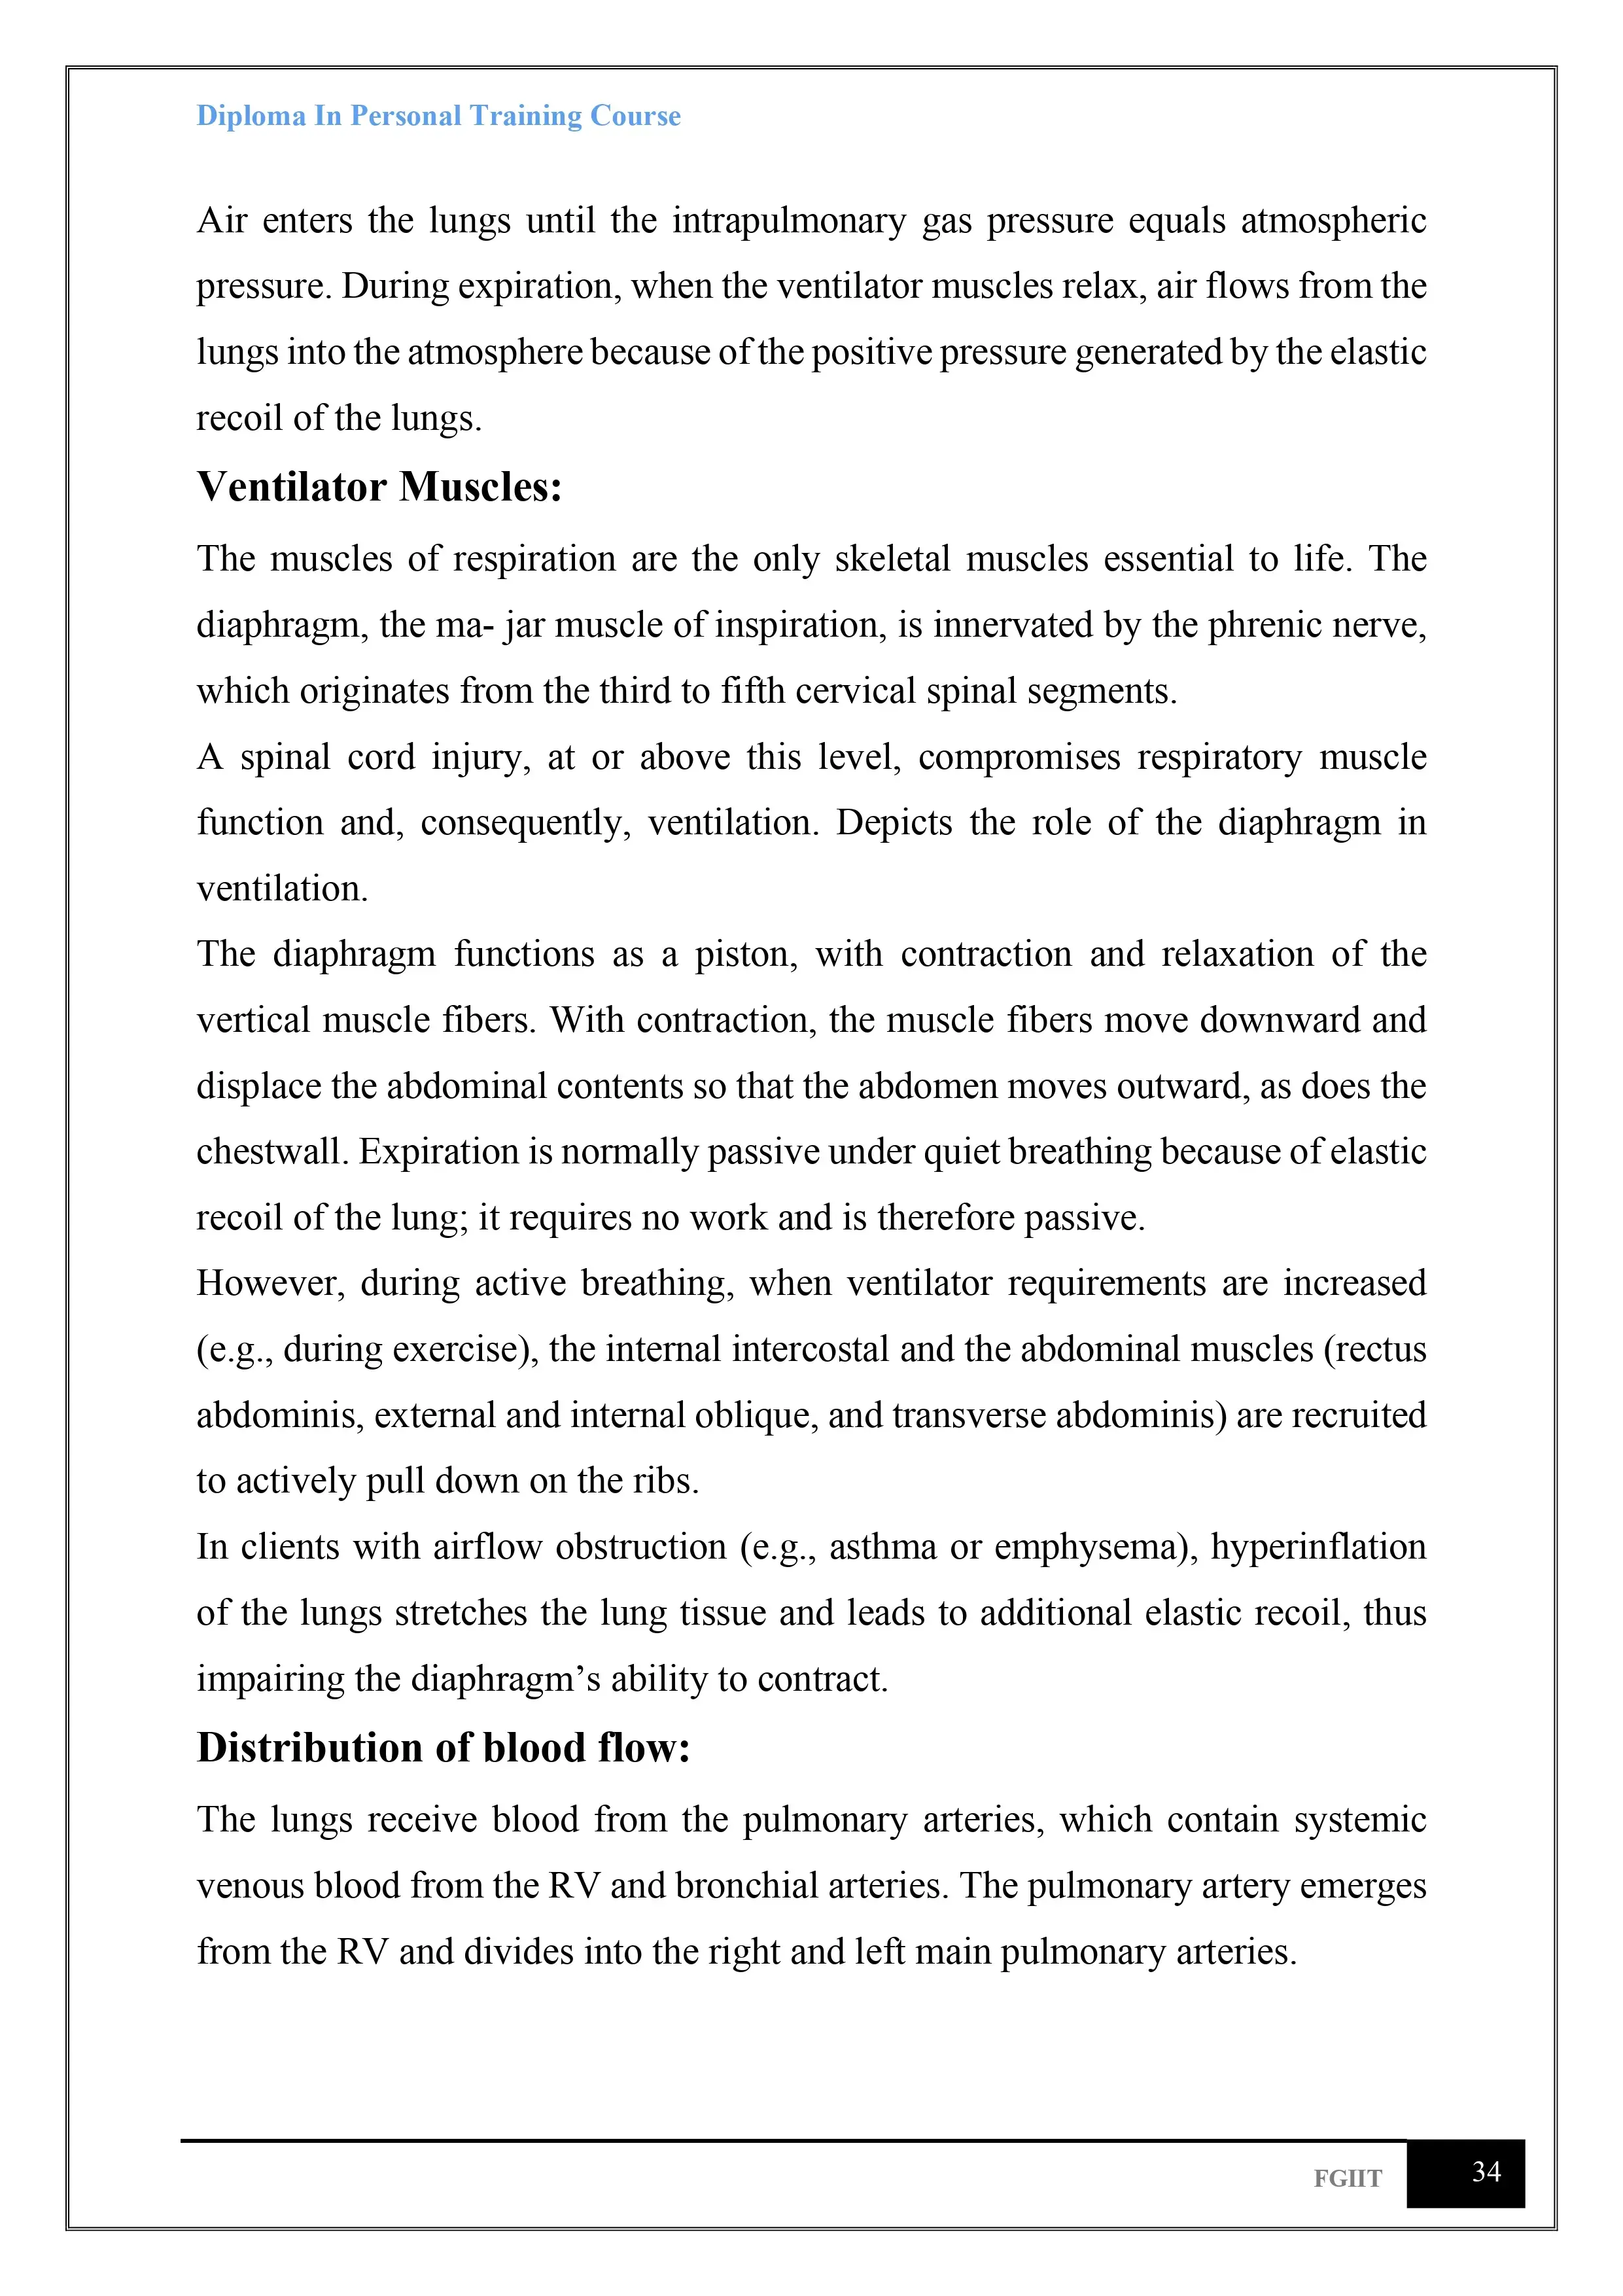 Diploma In Personal Training Course
Air enters the lungs until the intrapulmonary gas pressure equals atmospheric
pressure. During expiration, when the ventilator muscles relax, air flows from the
lungs into the atmosphere because of the positive pressure generated by the elastic
recoil of the lungs.
Ventilator Muscles:
The muscles of respiration are the only skeletal muscles essential to life. The
diaphragm, the ma- jar muscle of inspiration, is innervated by the phrenic nerve,
which originates from the third to fifth cervical spinal segments.
A spinal cord injury, at or above this level, compromises respiratory muscle
function and, consequently, ventilation. Depicts the role of the diaphragm in
ventilation.
The diaphragm functions as a piston, with contraction and relaxation of the
vertical muscle fibers. With contraction, the muscle fibers move downward and
displace the abdominal contents so that the abdomen moves outward, as does the
chestwall. Expiration is normally passive under quiet breathing because of elastic
recoil of the lung; it requires no work and is therefore passive.
However, during active breathing, when ventilator requirements are increased
(e.g., during exercise), the internal intercostal and the abdominal muscles (rectus
abdominis, external and internal oblique, and transverse abdominis) are recruited
to actively pull down on the ribs.
In clients with airflow obstruction (e.g., asthma or emphysema), hyperinflation
of the lungs stretches the lung tissue and leads to additional elastic recoil, thus
impairing the diaphragm’s ability to contract.
Distribution of blood flow:
The lungs receive blood from the pulmonary arteries, which contain systemic
venous blood from the RV and bronchial arteries. The pulmonary artery emerges
from the RV and divides into the right and left main pulmonary arteries.
FGIIT
34